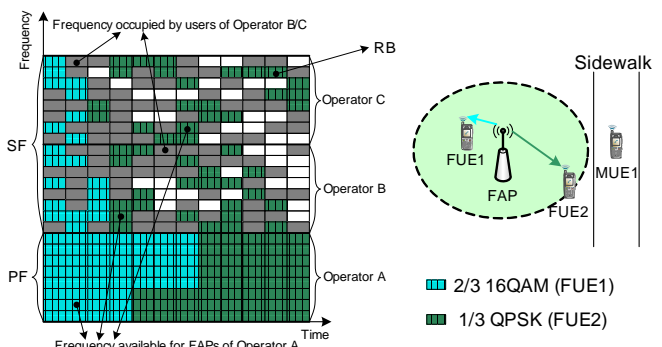 Frequency
Frequency occupied by users of Operator B/C
RB
Operator C
SF
Operator B
PF
Operator A
Time
Frequency available for FAPs of Operator A
Sidewalk
FUE1
FAP
FUE2
MUE1
2/3 16QAM (FUE1)
1/3 QPSK (FUE2)